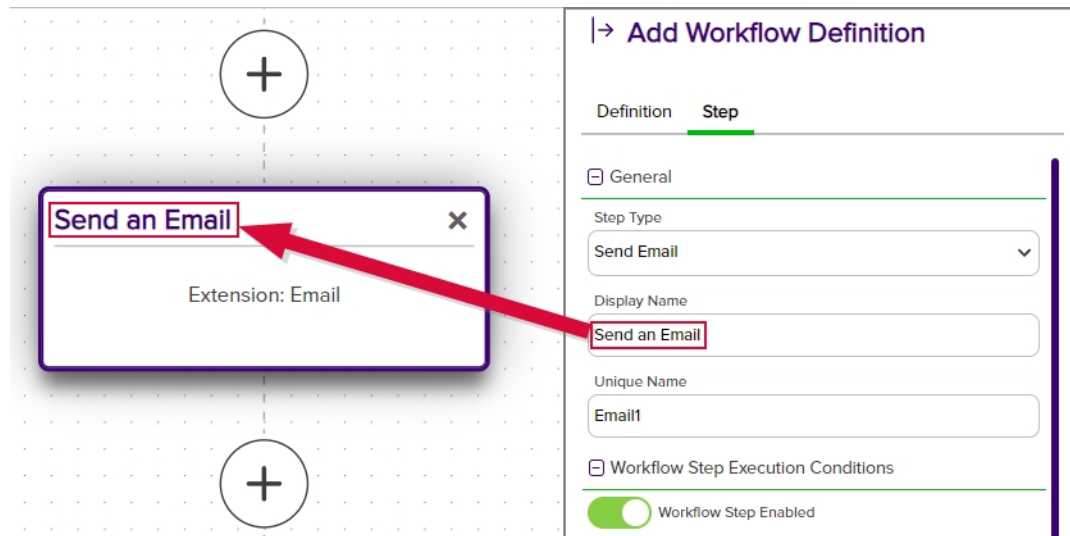 Send an Email
Extension: Email
Add Workflow Definition
Definition Step
General
Step Type
Send Email
Display Name
Send an Email
Unique Name
Email1
Workflow Step Execution Conditions
Workflow Step Enabled